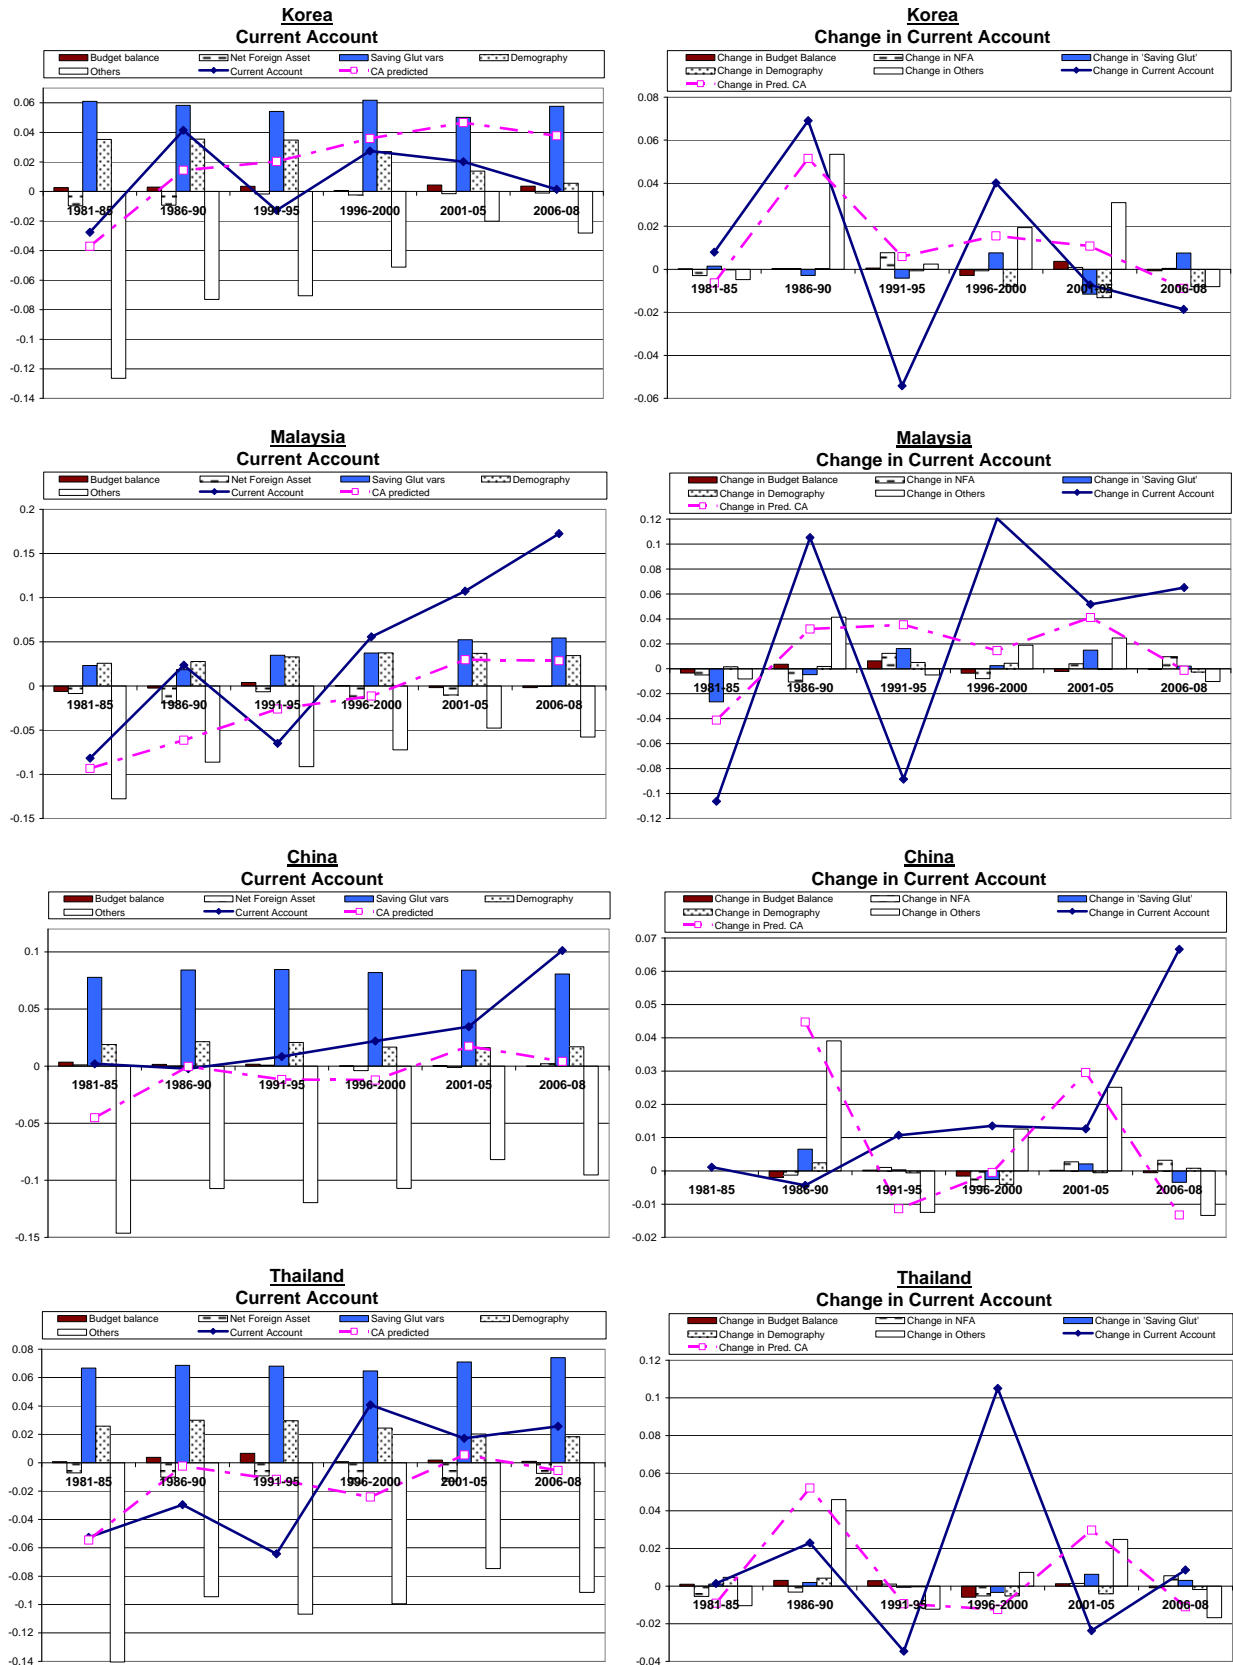 Korea
Current Account
Budget balance
Net Foreign Asset
Saving Glut vars
Demography
Others
Current Account
CA predicted
0.06
0.04
0.02
0
-0.02
-0.04
-0.06
-0.08
-0.1
-0.12
-0.14
1981-85
1986-90
1991-95
1996-2000
2001-05
2006-08
Korea
Change in Current Account
Change in Budget Balance
Change in NFA
Change in 'Saving Glut'
Change in Demography
Change in Others
Change in Current Account
Change in Pred. CA
0.08
0.06
0.04
0.02
0
-0.02
-0.04
-0.06
1981-85
1986-90
1991-95
1996-2000
2001-05
2006-08
Malaysia
Current Account
Budget balance
Net Foreign Asset
Saving Glut vars
Demography
Others
Current Account
CA predicted
0.2
0.15
0.1
0.05
0
-0.05
-0.1
-0.15
1981-85
1986-90
1991-95
1996-2000
2001-05
2006-08
Malaysia
Change in Current Account
Change in Budget Balance
Change in NFA
Change in 'Saving Glut'
Change in Demography
Change in Others
Change in Current Account
Change in Pred. CA
0.12
0.1
0.08
0.06
0.04
0.02
0
-0.02
-0.04
-0.06
-0.08
-0.1
-0.12
1981-85
1986-90
1991-95
1996-2000
2001-05
2006-08
China
Current Account
Budget balance
Net Foreign Asset
Saving Glut vars
Demography
Others
Current Account
CA predicted
0.1
0.05
0
-0.05
-0.1
-0.15
1981-85
1986-90
1991-95
1996-2000
2001-05
2006-08
China
Change in Current Account
Change in Budget Balance
Change in NFA
Change in 'Saving Glut'
Change in Demography
Change in Others
Change in Current Account
Change in Pred. CA
0.07
0.06
0.05
0.04
0.03
0.02
0.01
0
-0.01
-0.02
1981-85
1986-90
1991-95
1996-2000
2001-05
2006-08
Thailand
Current Account
Budget balance
Net Foreign Asset
Saving Glut vars
Demography
Others
Current Account
CA predicted
0.08
0.06
0.04
0.02
0
-0.02
-0.04
-0.06
-0.08
-0.1
-0.12
-0.14
1981-85
1986-90
1991-95
1996-2000
2001-05
2006-08
Thailand
Change in Current Account
Change in Budget Balance
Change in NFA
Change in 'Saving Glut'
Change in Demography
Change in Others
Change in Current Account
Change in Pred. CA
0.12
0.1
0.08
0.06
0.04
0.02
0
-0.02
-0.04
1981-85
1986-90
1991-95
1996-2000
2001-05
2006-08